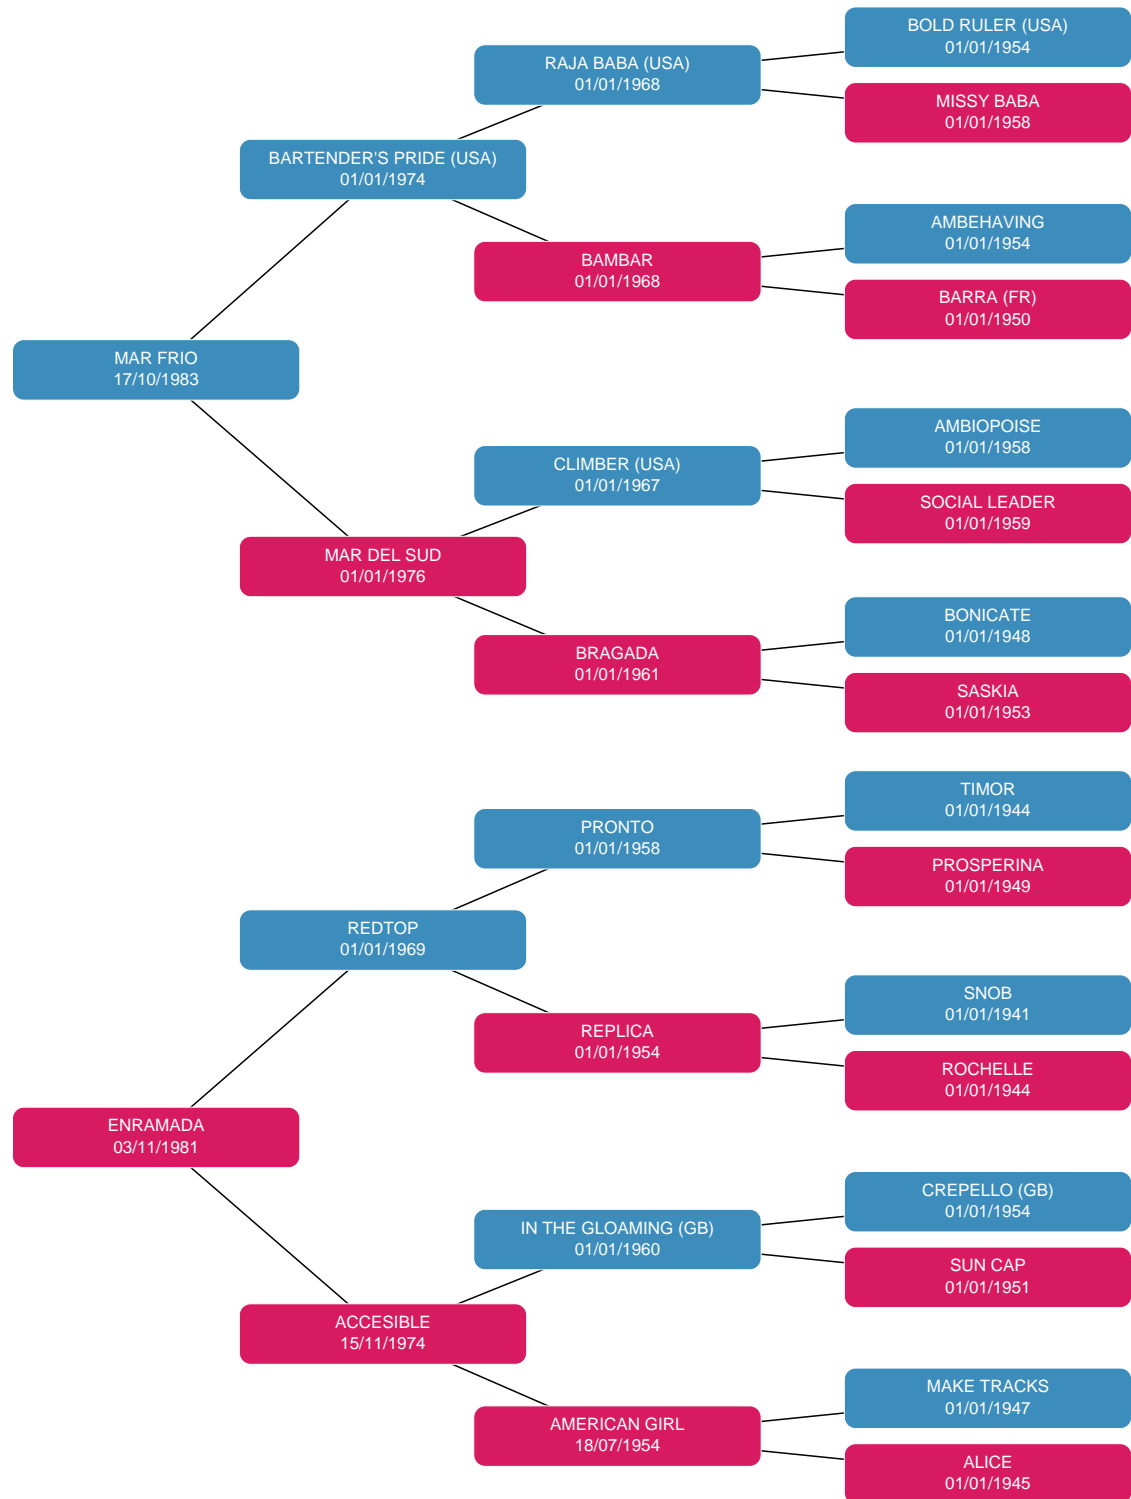 BOLD RULER (USA)
01/01/1954
RAJA BABA (USA)
01/01/1968
MISSY BABA
01/01/1958
BARTENDER'S PRIDE (USA)
01/01/1974
AMBEHAVING
01/01/1954
BAMBAR
01/01/1968
BARRA (FR)
01/01/1950
MAR FRIO
17/10/1983
AMBIOPOISE
01/01/1958
CLIMBER (USA)
01/01/1967
SOCIAL LEADER
01/01/1959
MAR DEL SUD
01/01/1976
BONICATE
01/01/1948
BRAGADA
01/01/1961
SASKIA
01/01/1953
TIMOR
01/01/1944
PRONTO
01/01/1958
PROSPERINA
01/01/1949
REDTOP
01/01/1969
SNOB
01/01/1941
REPLICA
01/01/1954
ROCHELLE
01/01/1944
ENRAMADA
03/11/1981
CREPELLO (GB)
01/01/1954
IN THE GLOAMING (GB)
01/01/1960
SUN CAP
01/01/1951
ACCESIBLE
15/11/1974
MAKE TRACKS
01/01/1947
AMERICAN GIRL
18/07/1954
ALICE
01/01/1945